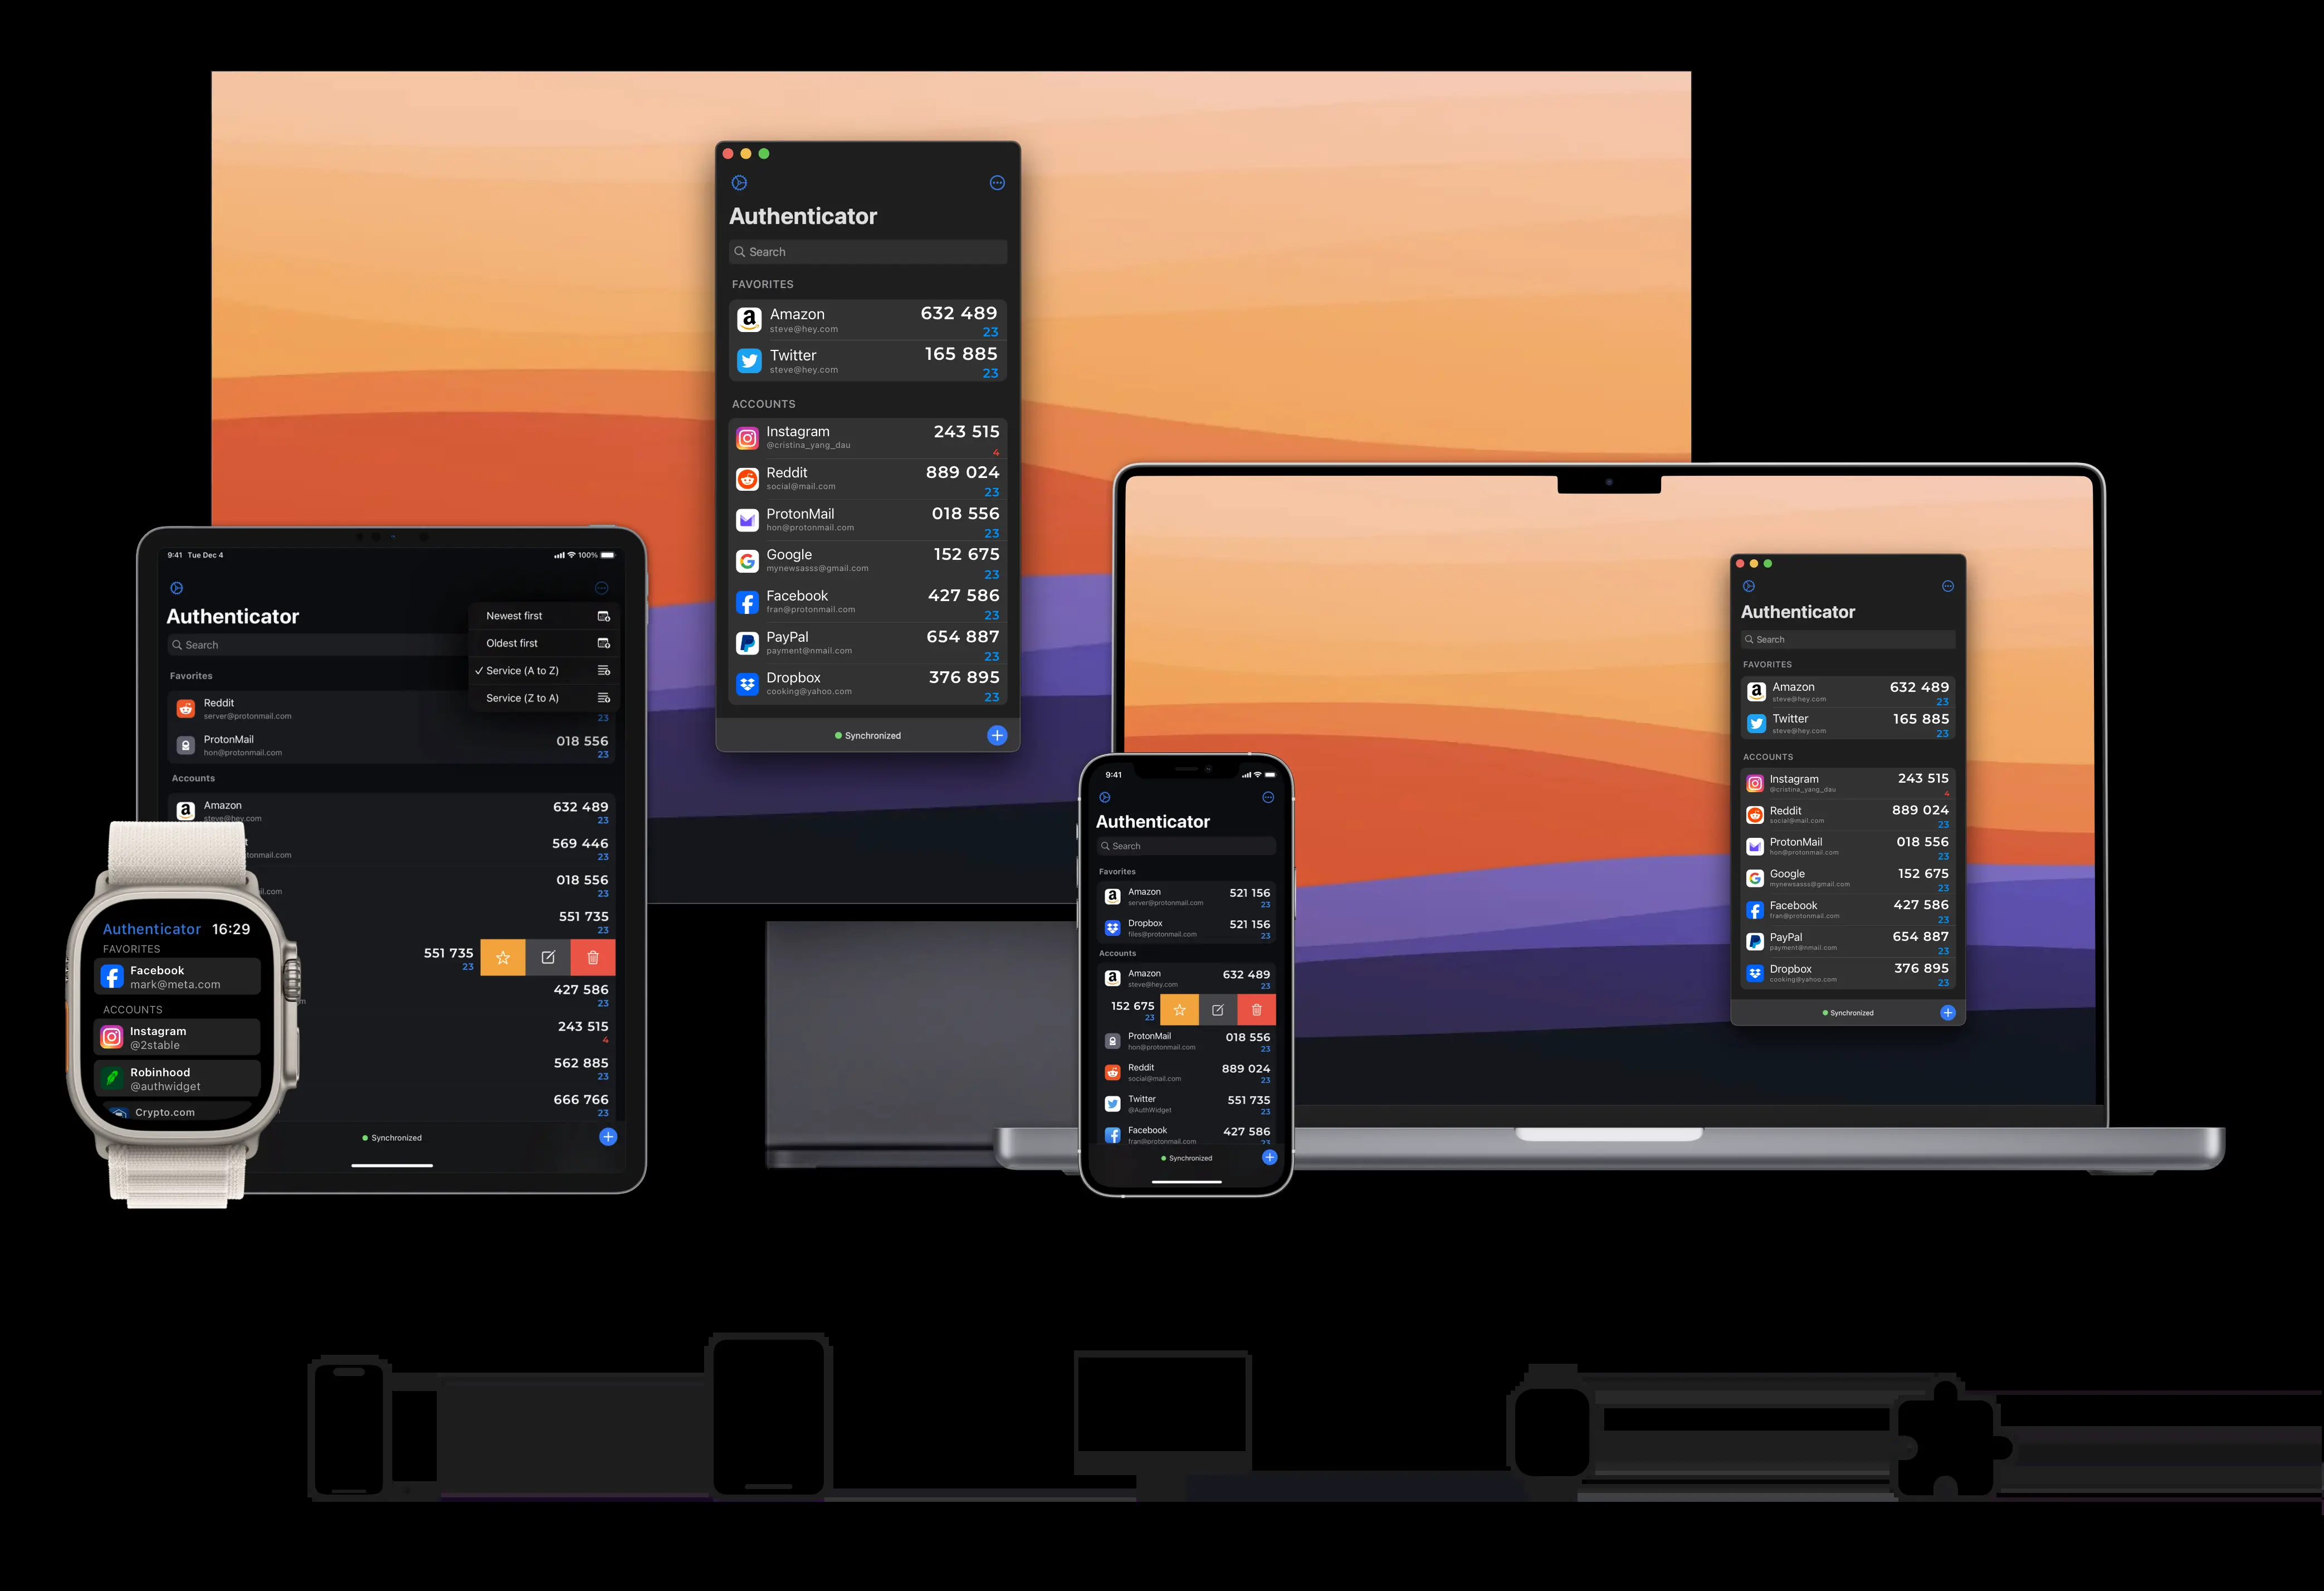 Authenticator
Search
FAVORITES
Amazon
632 489
steve@hey.com
23
Twitter
165 885
steve@hey.com
23
ACCOUNTS
Instagram
243 515
@cristina_yang_dau
4
Reddit
889 024
social@mail.com
23
ProtonMail
018 556
hon@protonmail.com
23
Google
152 675
mynewsasss@gmail.com
23
Facebook
427 586
fran@protonmail.com
23
PayPal
654 887
payment@nmail.com
23
Dropbox
376 895
cooking@yahoo.com
23
Synchronized
9:41 Tue Dec 4
100%
Authenticator
Search
Newest first
Oldest first
Service (A to Z)
Service (Z to A)
Favorites
Reddit
server@protonmail.com
23
ProtonMail
018 556
hon@protonmail.com
23
Accounts
Amazon
632 489
steve@hey.com
23
569 446
tonmail.com
23
018 556
il.com
23
551 735
23
551 735
23
427 586
23
243 515
4
562 885
23
666 766
23
Synchronized
Authenticator 16:29
FAVORITES
Facebook
mark@meta.com
ACCOUNTS
Instagram
@2stable
Robinhood
@authwidget
Crypto.com
9:41
Authenticator
Search
Favorites
Amazon
521 156
server@protonmail.com
23
Dropbox
521 156
files@protonmail.com
23
Accounts
Amazon
632 489
steve@hey.com
23
152 675
23
ProtonMail
018 556
hon@protonmail.com
23
Reddit
889 024
social@mail.com
23
Twitter
551 735
@AuthWidget
23
Facebook
427 586
fran@protonmail.com
23
Synchronized
Authenticator
Search
FAVORITES
Amazon
632 489
steve@hey.com
23
Twitter
165 885
steve@hey.com
23
ACCOUNTS
Instagram
243 515
@cristina_yang_dau
4
Reddit
889 024
social@mail.com
23
ProtonMail
018 556
hon@protonmail.com
23
Google
152 675
mynewsasss@gmail.com
23
Facebook
427 586
fran@protonmail.com
23
PayPal
654 887
payment@nmail.com
23
Dropbox
376 895
cooking@yahoo.com
23
Synchronized